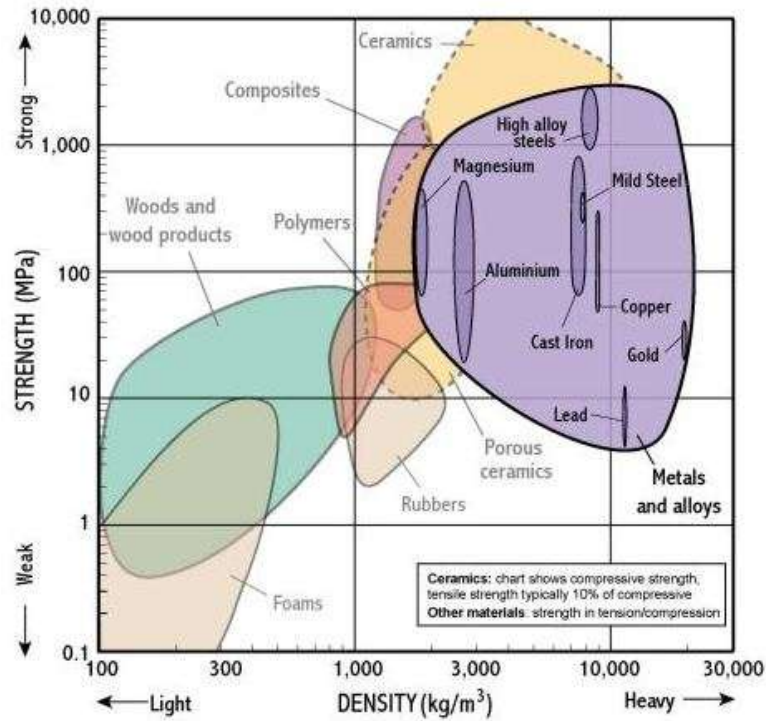 10,000
1,000
100
10
1
0.1
Strong
STRENGTH (MPa)
Weak
Ceramics
Composites
High alloy
steels
Magnesium
Mild Steel
Woods and
wood products
Polymers
Aluminium
Copper
Cast Iron
Gold
Lead
Porous
ceramics
Metals
and alloys
Rubbers
Foams
Ceramics: chart shows compressive strength,
tensile strength typically 10% of compressive
Other materials: strength in tension/compression
100
300
1,000
3,000
10,000
30,000
Light
DENSITY (kg/m³)
Heavy